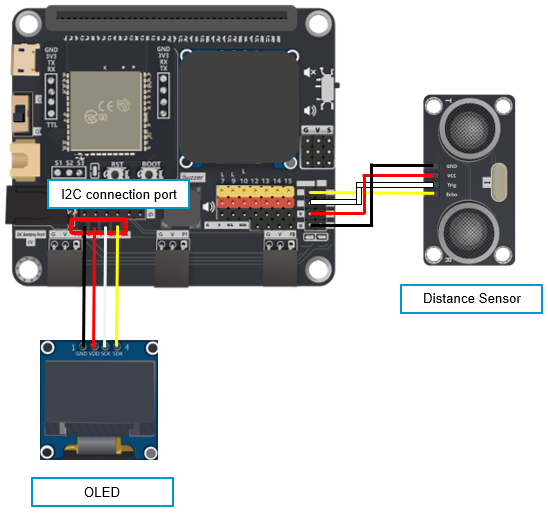 GND
3V3
TX
RX
TTL
GND
3V3
RX
TX
G V S
S1 S2 S3
RST
BOOT
Buzzer
I2C connection port
L L L
7 9 10 12 13 14 15
DC Battery Port
G V
G V P1
G V
GND
VCC
Trig
Echo
T
R
Distance Sensor
1 GND VDD SCK SDA 4
OLED